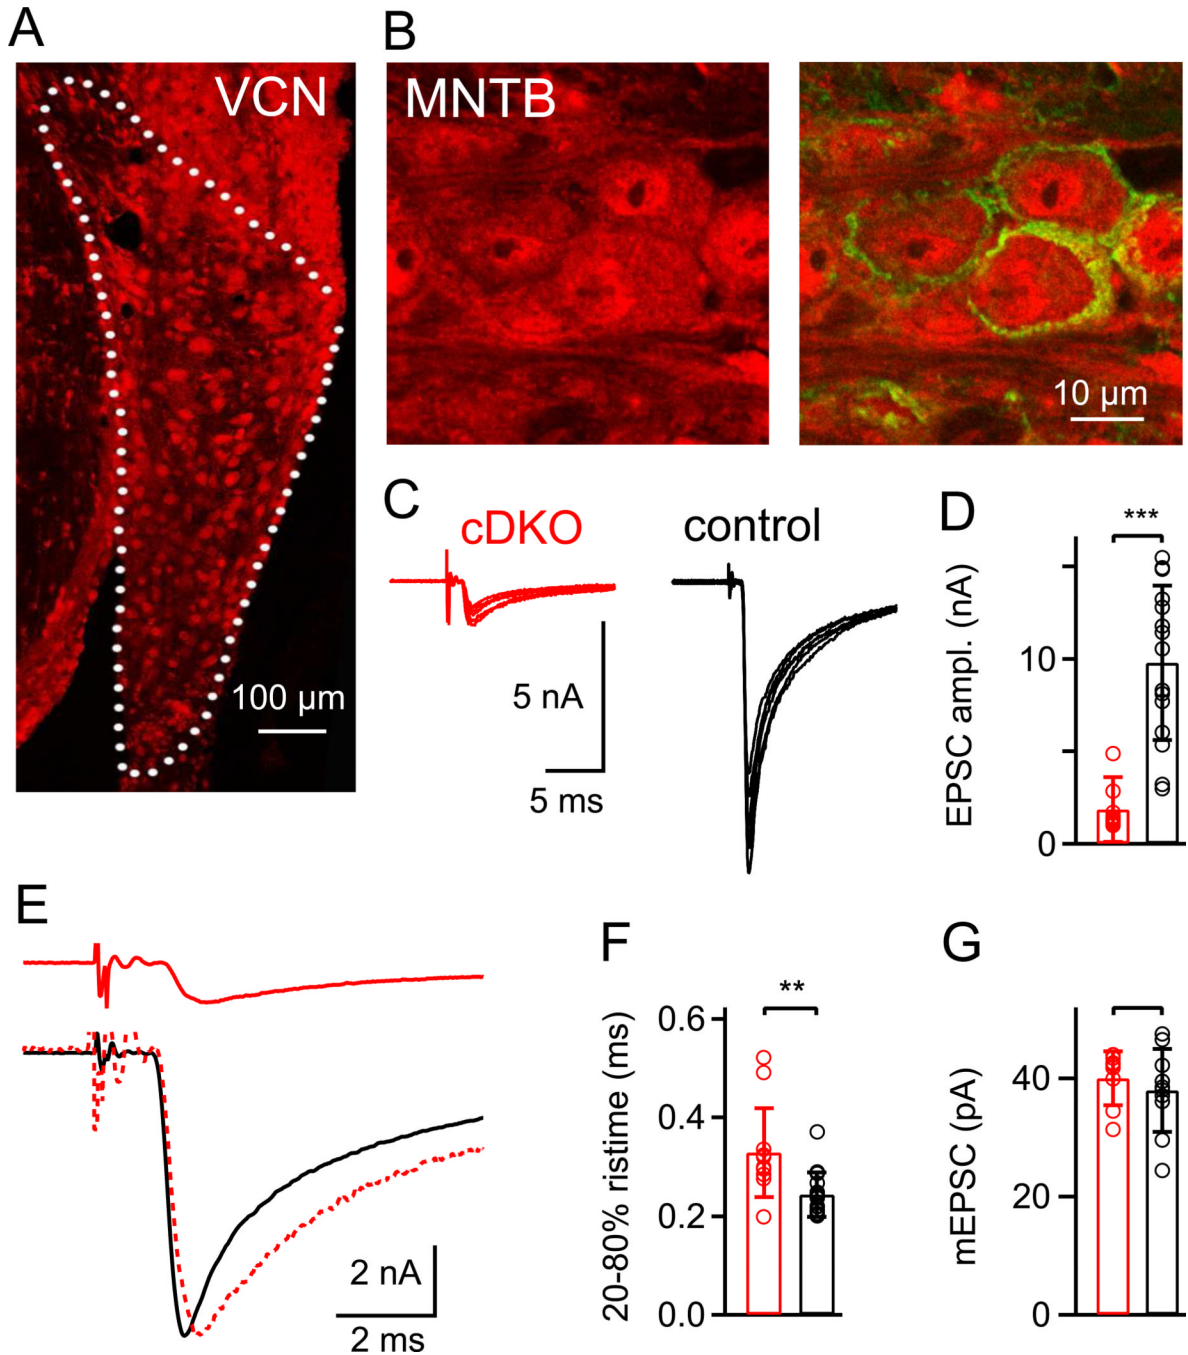 A
VCN
100 µm
B
MNTB
10 µm
C
cDKO
control
5 nA
5 ms
D
***
EPSC ampl. (nA)
10
0
E
2 nA
2 ms
F
**
20-80% ristime (ms)
0.6
0.4
0.2
0.0
G
mEPSC (pA)
40
20
0